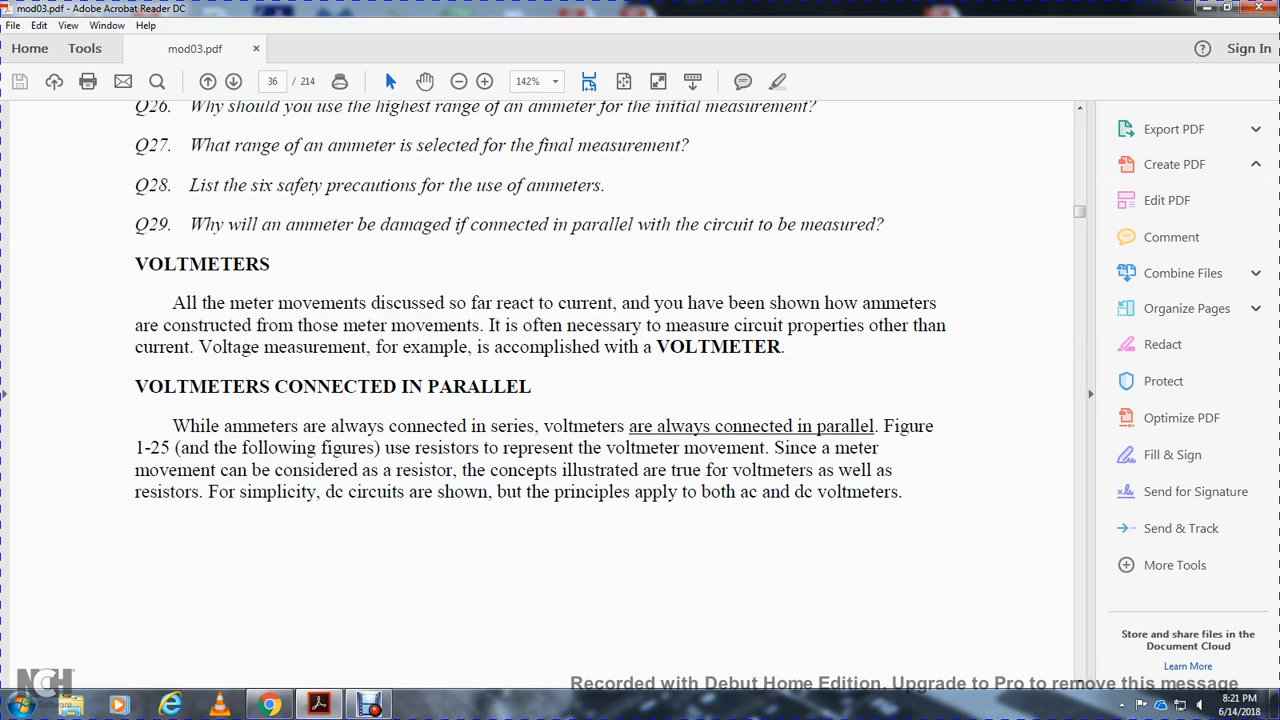 mod03.pdf - Adobe Acrobat Reader DC
File Edit View Window Help
Home Tools mod03.pdf × Sign In
36 / 214 142%
Q26. Why should you use the highest range of an ammeter for the initial measurement?
Q27. What range of an ammeter is selected for the final measurement?
Q28. List the six safety precautions for the use of ammeters.
Q29. Why will an ammeter be damaged if connected in parallel with the circuit to be measured?
VOLTMETERS
All the meter movements discussed so far react to current, and you have been shown how ammeters
are constructed from those meter movements. It is often necessary to measure circuit properties other than
current. Voltage measurement, for example, is accomplished with a VOLTMETER.
VOLTMETERS CONNECTED IN PARALLEL
While ammeters are always connected in series, voltmeters are always connected in parallel. Figure
1-25 (and the following figures) use resistors to represent the voltmeter movement. Since a meter
movement can be considered as a resistor, the concepts illustrated are true for voltmeters as well as
resistors. For simplicity, dc circuits are shown, but the principles apply to both ac and dc voltmeters.
Export PDF
Create PDF
Edit PDF
Comment
Combine Files
Organize Pages
Redact
Protect
Optimize PDF
Fill & Sign
Send for Signature
Send & Track
More Tools
Store and share files in the
Document Cloud
Learn More
NCH
Recorded with Debut Home Edition. Upgrade to Pro to remove this message
8:21 PM
6/14/2018